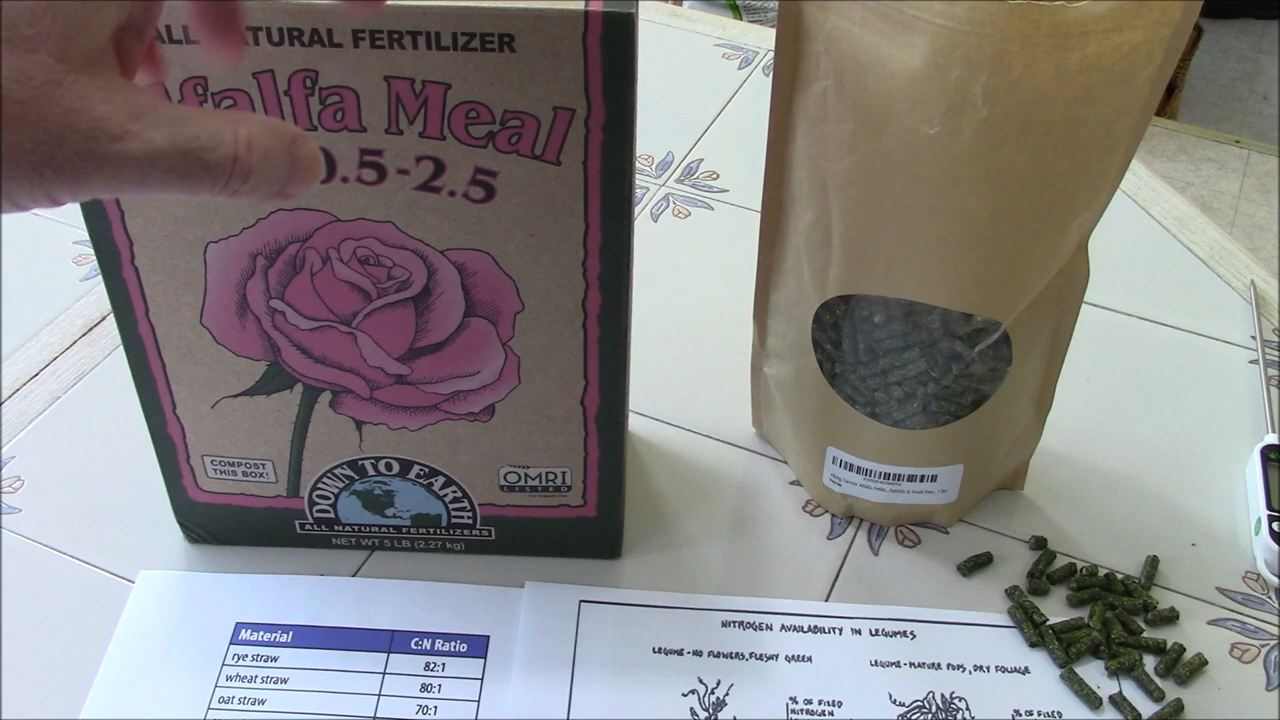 ALL NATURAL FERTILIZER
Alfalfa Meal
0.5-2.5
COMPOST
THIS BOX!
OMRI
LISTED
DOWN TO EARTH
ALL NATURAL FERTILIZERS
NET WT 5 LB (2.27 kg)
Material C:N Ratio
rye straw 82:1
wheat straw 80:1
oat straw 70:1
NITROGEN AVAILABILITY IN LEGUMES
LEGUME - NO FLOWERS, FLESHY GREEN
LEGUME - MATURE PODS, DRY FOLIAGE
% OF FIXED
NITROGEN
% OF FIXED